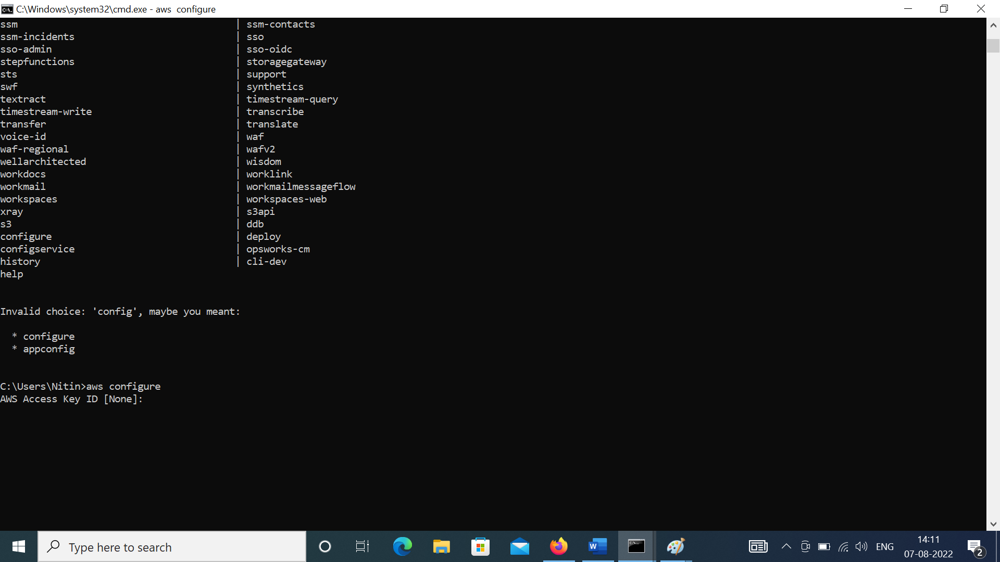 C:\Windows\system32\cmd.exe - aws  configure
ssm                                      | ssm-contacts
ssm-incidents                            | sso
sso-admin                                | sso-oidc
stepfunctions                            | storagegateway
sts                                      | support
swf                                      | synthetics
textract                                 | timestream-query
timestream-write                         | transcribe
transfer                                 | translate
voice-id                                 | waf
waf-regional                             | wafv2
wellarchitected                          | wisdom
workdocs                                 | worklink
workmail                                 | workmailmessageflow
workspaces                               | workspaces-web
xray                                     | s3api
s3                                       | ddb
configure                                | deploy
configservice                            | opsworks-cm
history                                  | cli-dev
help
Invalid choice: 'config', maybe you meant:
  * configure
  * appconfig
C:\Users\Nitin>aws configure
AWS Access Key ID [None]:
Type here to search
ENG
14:11
07-08-2022
2